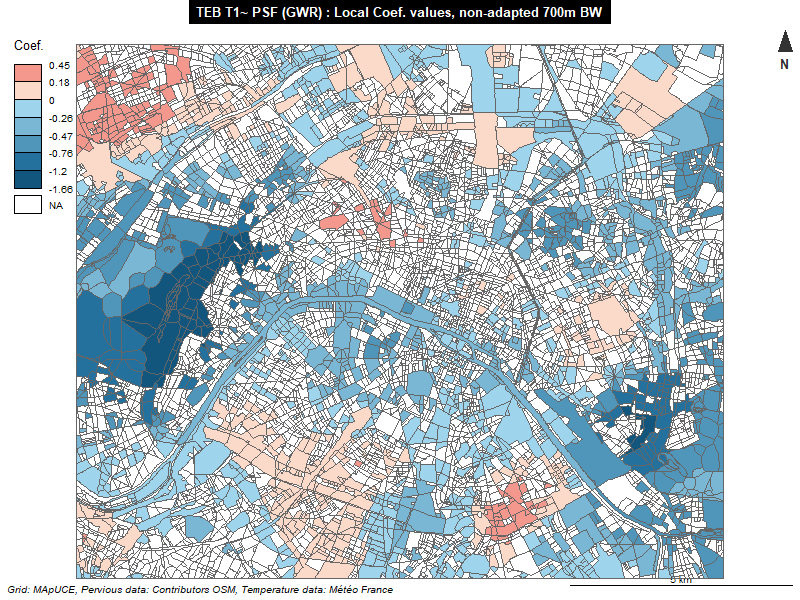 TEB T1~ PSF (GWR) : Local Coef. values, non-adapted 700m BW
Coef.
0.45
0.18
0
-0.26
-0.47
-0.76
-1.2
-1.66
NA
N
5 km
Grid: MApUCE, Pervious data: Contributors OSM, Temperature data: Météo France